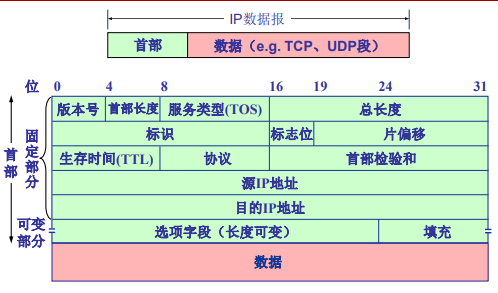 IP数据报
首部 数据（e.g. TCP、UDP段）
位 0 4 8 16 19 24 31
版本号 首部长度 服务类型(TOS) 总长度
标识 标志位 片偏移
生存时间(TTL) 协议 首部检验和
源IP地址
目的IP地址
选项字段（长度可变） 填充
数据
首部
固定部分
可变部分